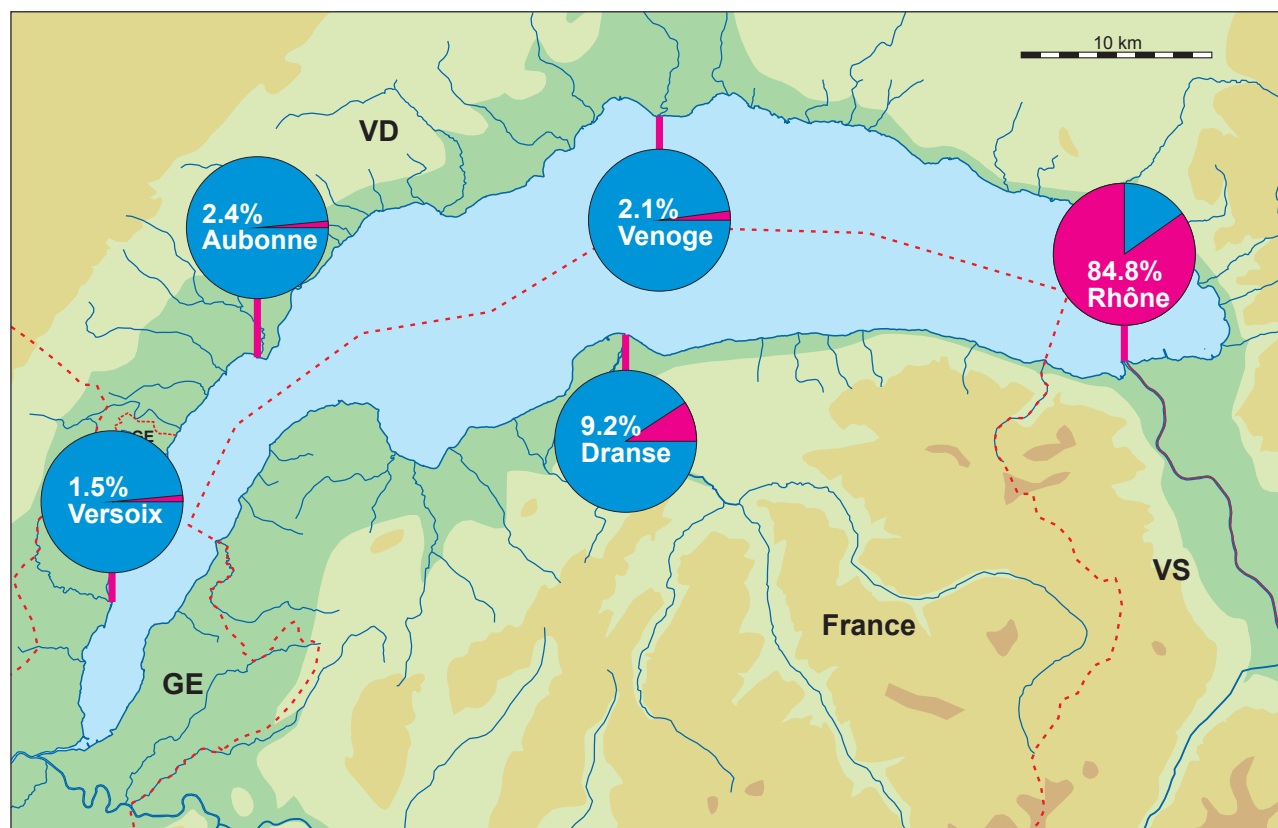 10 km
VD
2.4%
Aubonne
2.1%
Venoge
84.8%
Rhône
9.2%
Dranse
GE
1.5%
Versoix
VS
France
GE